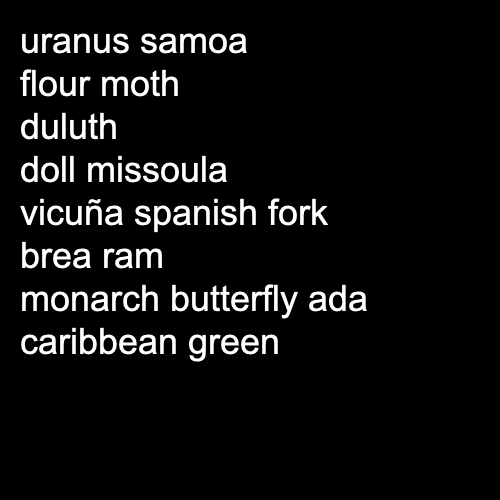 uranus samoa
flour moth
duluth
doll missoula
vicuña spanish fork
brea ram
monarch butterfly ada
caribbean green